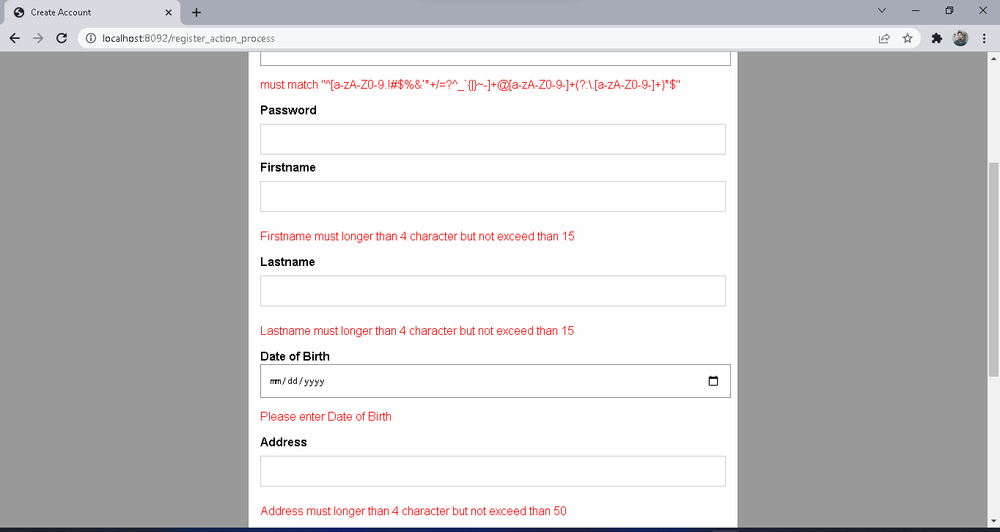 Create Account
localhost:8092/register_action_process
must match "^[a-zA-Z0-9.!#$%&'*+/=?^_`{|}~-]+@[a-zA-Z0-9-]+(?:\.[a-zA-Z0-9-]+)*$"
Password
Firstname
Firstname must longer than 4 character but not exceed than 15
Lastname
Lastname must longer than 4 character but not exceed than 15
Date of Birth
mm/dd/yyyy
Please enter Date of Birth
Address
Address must longer than 4 character but not exceed than 50